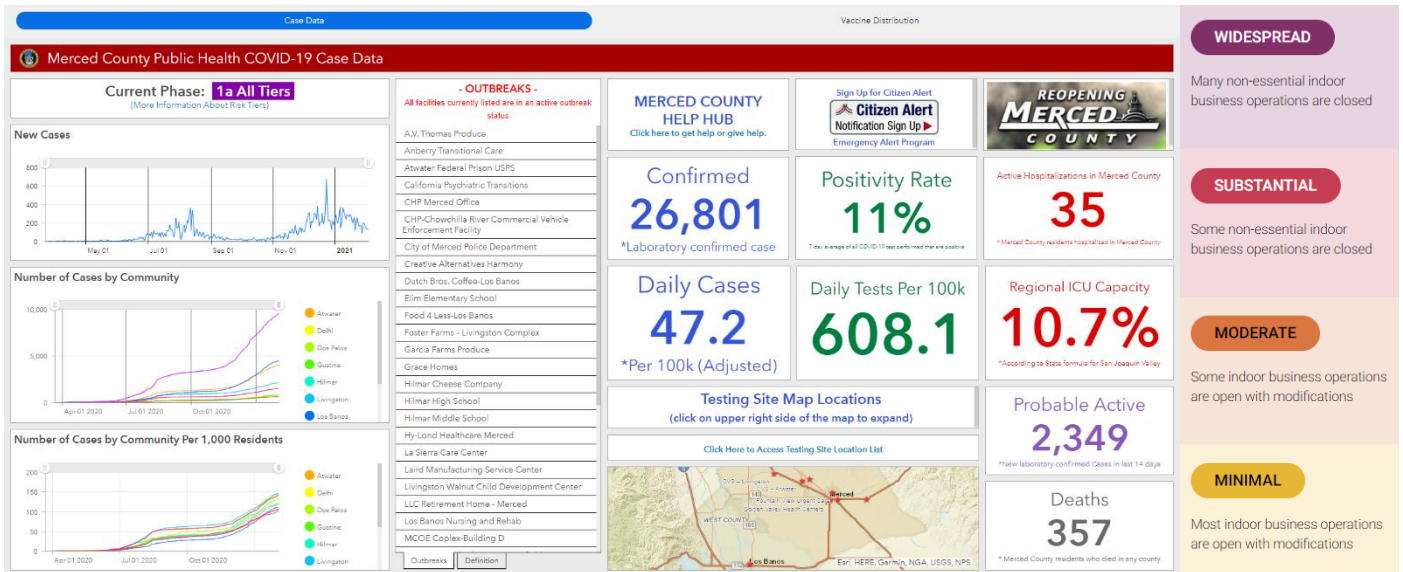 Case Data
Vaccine Distribution
Merced County Public Health COVID-19 Case Data
Current Phase: 1a All Tiers
(More Information About Risk Tiers)
New Cases
800
600
400
200
0
May 01
Jul 01
Sep 01
Nov 01
2021
Number of Cases by Community
10,000
5,000
0
Apr 01 2020
Jul 01 2020
Oct 01 2020
Atwater
Delhi
Dos Palos
Gustine
Hilmar
Livingston
Los Banos
Number of Cases by Community Per 1,000 Residents
200
150
100
50
0
Apr 01 2020
Jul 01 2020
Oct 01 2020
Atwater
Delhi
Dos Palos
Gustine
Hilmar
Livingston
- OUTBREAKS -
All facilities currently listed are in an active outbreak
status
A.V. Thomas Produce
Anberry Transitional Care
Atwater Federal Prison USPS
California Psychiatric Transitions
CHP Merced Office
CHP-Chowchilla River Commercial Vehicle
Enforcement Facility
City of Merced Police Department
Creative Alternatives Harmony
Dutch Bros. Coffee-Los Banos
Elim Elementary School
Food 4 Less-Los Banos
Foster Farms - Livingston Complex
Garcia Farms Produce
Grace Homes
Hilmar Cheese Company
Hilmar High School
Hilmar Middle School
Hy-Lond Healthcare Merced
La Sierra Care Center
Laird Manufacturing Service Center
Livingston Walnut Child Development Center
LLC Retirement Home - Merced
Los Banos Nursing and Rehab
MCOE Coplex-Building D
Outbreaks
Definition
MERCED COUNTY
HELP HUB
Click here to get help or give help.
Sign Up for Citizen Alert
Citizen Alert
Notification Sign Up
Emergency Alert Program
REOPENING
MERCED
COUNTY
Confirmed
26,801
*Laboratory confirmed case
Positivity Rate
11%
7-day average of all COVID-19 test performed that are positive
Active Hospitalizations in Merced County
35
* Merced County residents hospitalized in Merced County
Daily Cases
47.2
*Per 100k (Adjusted)
Daily Tests Per 100k
608.1
Regional ICU Capacity
10.7%
*According to State formula for San Joaquin Valley
Testing Site Map Locations
(click on upper right side of the map to expand)
Click Here to Access Testing Site Location List
Merced
WEST COUNTY
Los Banos
Esri, HERE, Garmin, NGA, USGS, NPS
Probable Active
2,349
*New laboratory confirmed Cases in last 14 days
Deaths
357
* Merced County residents who died in any county
WIDESPREAD
Many non-essential indoor
business operations are closed
SUBSTANTIAL
Some non-essential indoor
business operations are closed
MODERATE
Some indoor business operations
are open with modifications
MINIMAL
Most indoor business operations
are open with modifications